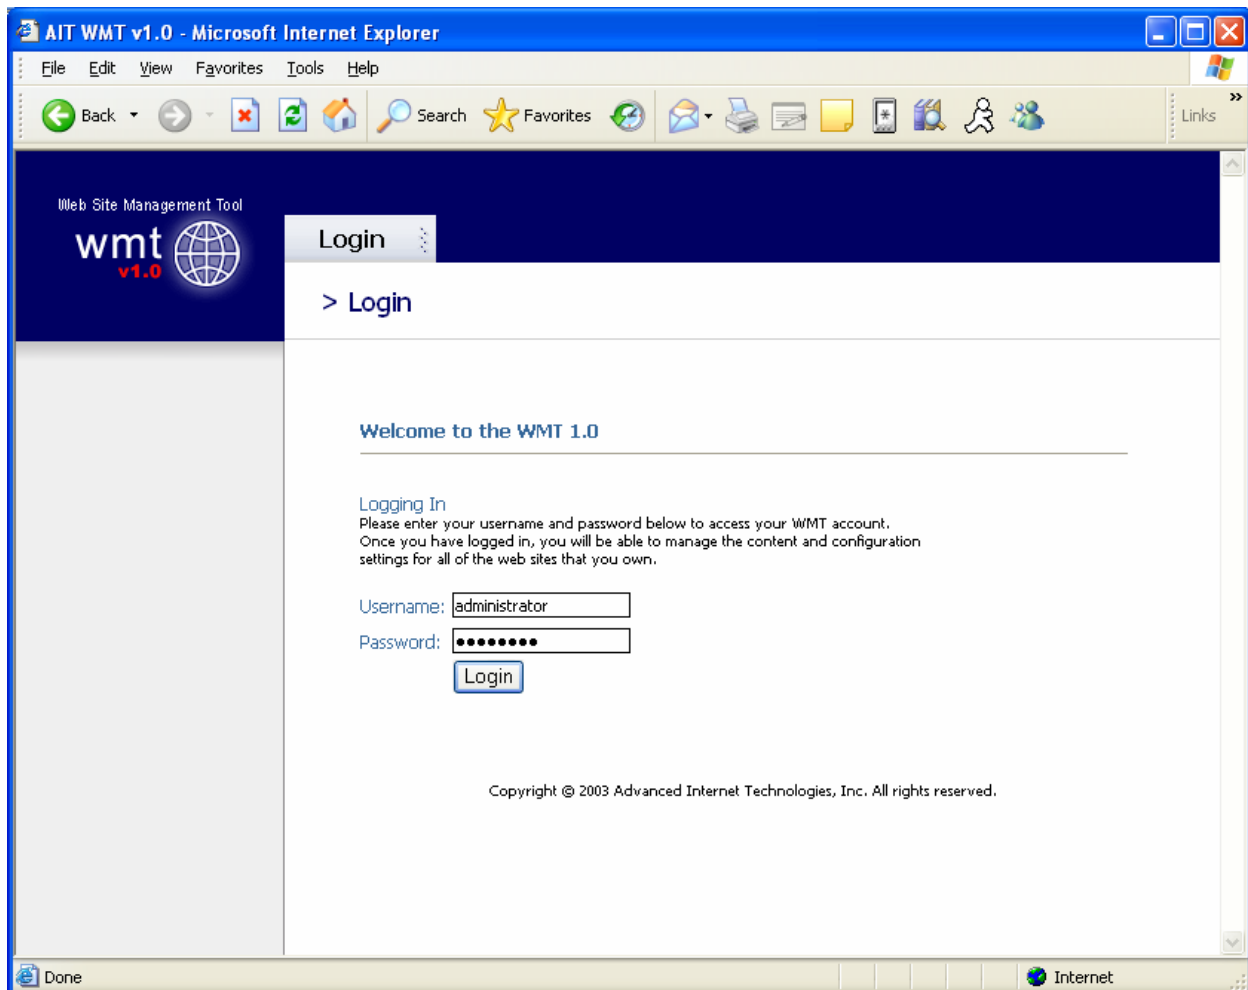 AIT WMT v1.0 - Microsoft Internet Explorer
File Edit View Favorites Tools Help
Back Search Favorites Links
Web Site Management Tool
wmt
v1.0
Login
> Login
Welcome to the WMT 1.0
Logging In
Please enter your username and password below to access your WMT account.
Once you have logged in, you will be able to manage the content and configuration
settings for all of the web sites that you own.
Username: administrator
Password: ••••••••
Login
Copyright © 2003 Advanced Internet Technologies, Inc. All rights reserved.
Done Internet